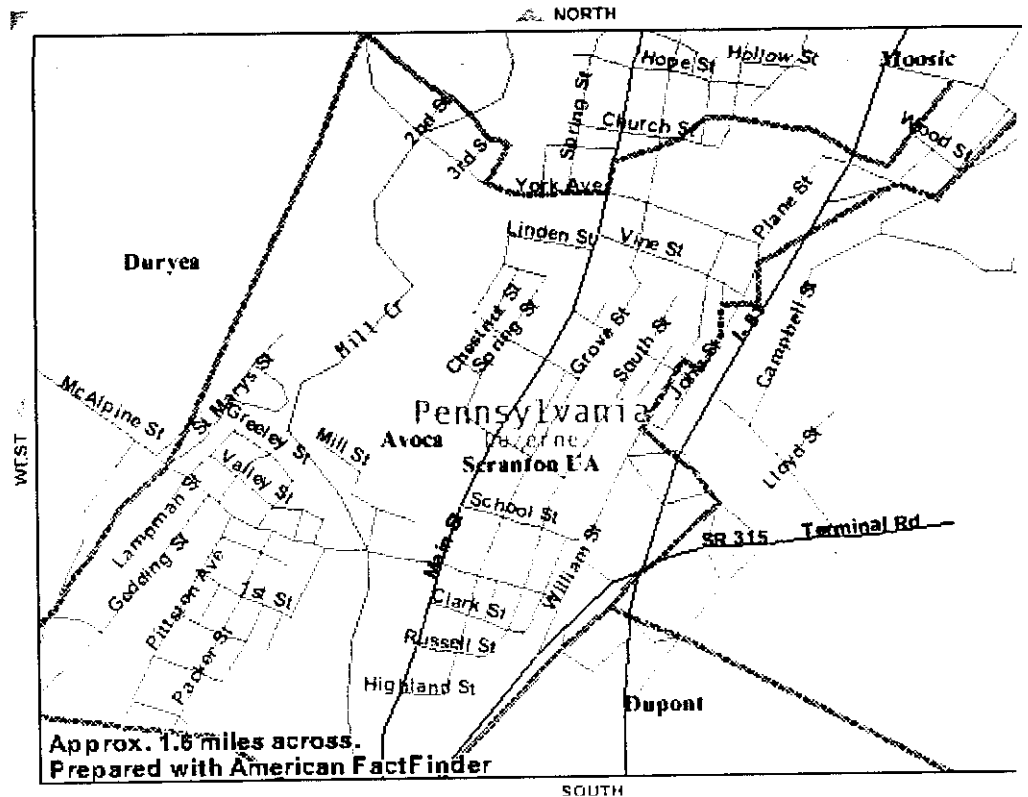 NORTH
Hope St
Hollow St
Moosic
Spring St
Church St
Wood St
2nd St
3rd S
York Ave
Plane St
Linden St
Vine St
Duryea
Mill Cr
Chestnut St
Spring St
Grove St
South St
John St
I-81
Campbell St
McAlpine St
St Marys St
Greeley St
Mill St
Pennsylvania
Avoca
Luzerne
Scranton UA
WEST
Valley St
Lloyd St
Lampman St
School St
SR 315
Terminal Rd
Godding St
Main St
William St
Pittston Ave
1st St
Clark St
Packer St
Russell St
Highland St
Dupont
Approx. 1.6 miles across.
Prepared with American FactFinder
SOUTH